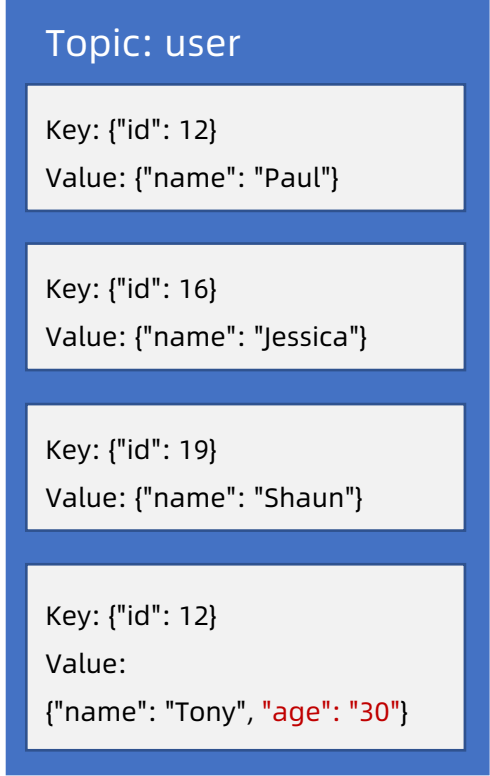 Topic: user
Key: {"id": 12}
Value: {"name": "Paul"}
Key: {"id": 16}
Value: {"name": "Jessica"}
Key: {"id": 19}
Value: {"name": "Shaun"}
Key: {"id": 12}
Value:
{"name": "Tony", "age": "30"}